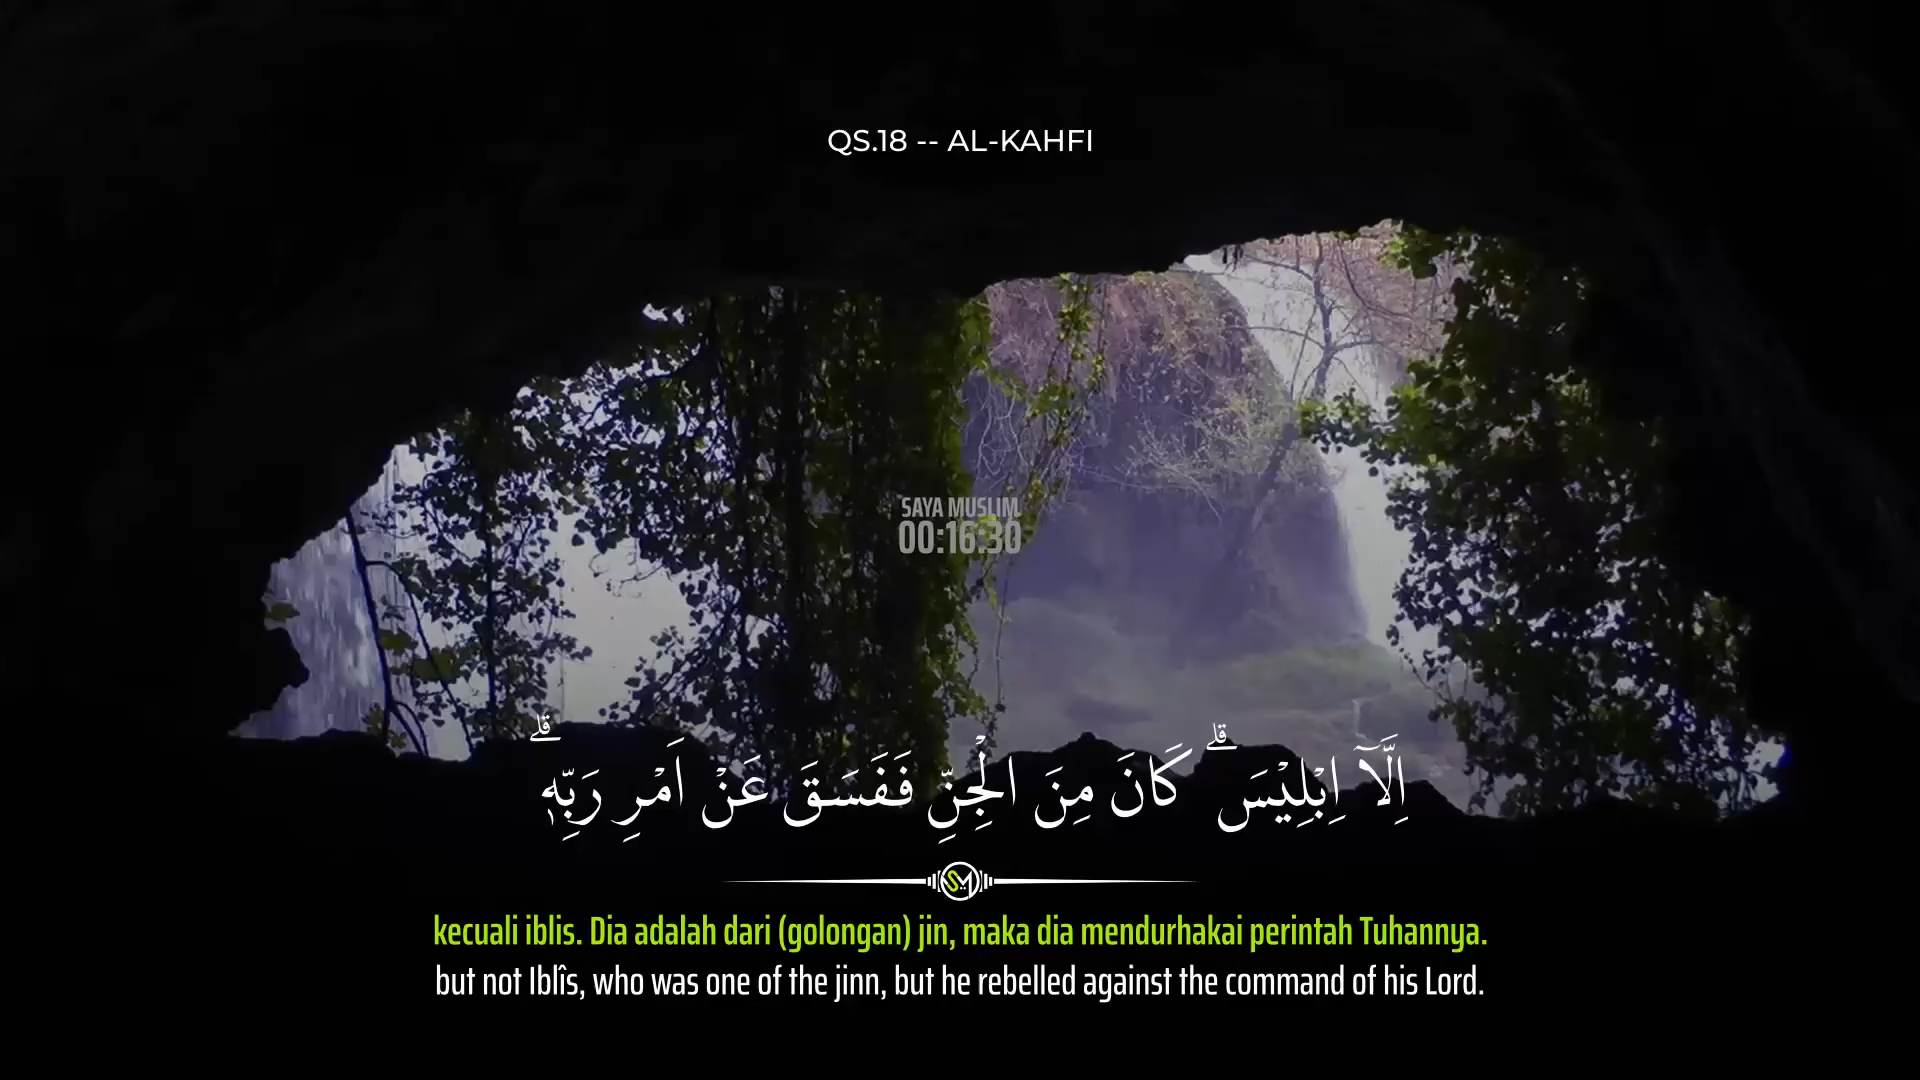 QS.18 -- AL-KAHFI
SAYA MUSLIM
00:16:30
اِلَّآ اِبْلِيْسَۗ كَانَ مِنَ الْجِنِّ فَفَسَقَ عَنْ اَمْرِ رَبِّهٖۗ
SM
kecuali iblis. Dia adalah dari (golongan) jin, maka dia mendurhakai perintah Tuhannya.
but not Iblîs, who was one of the jinn, but he rebelled against the command of his Lord.